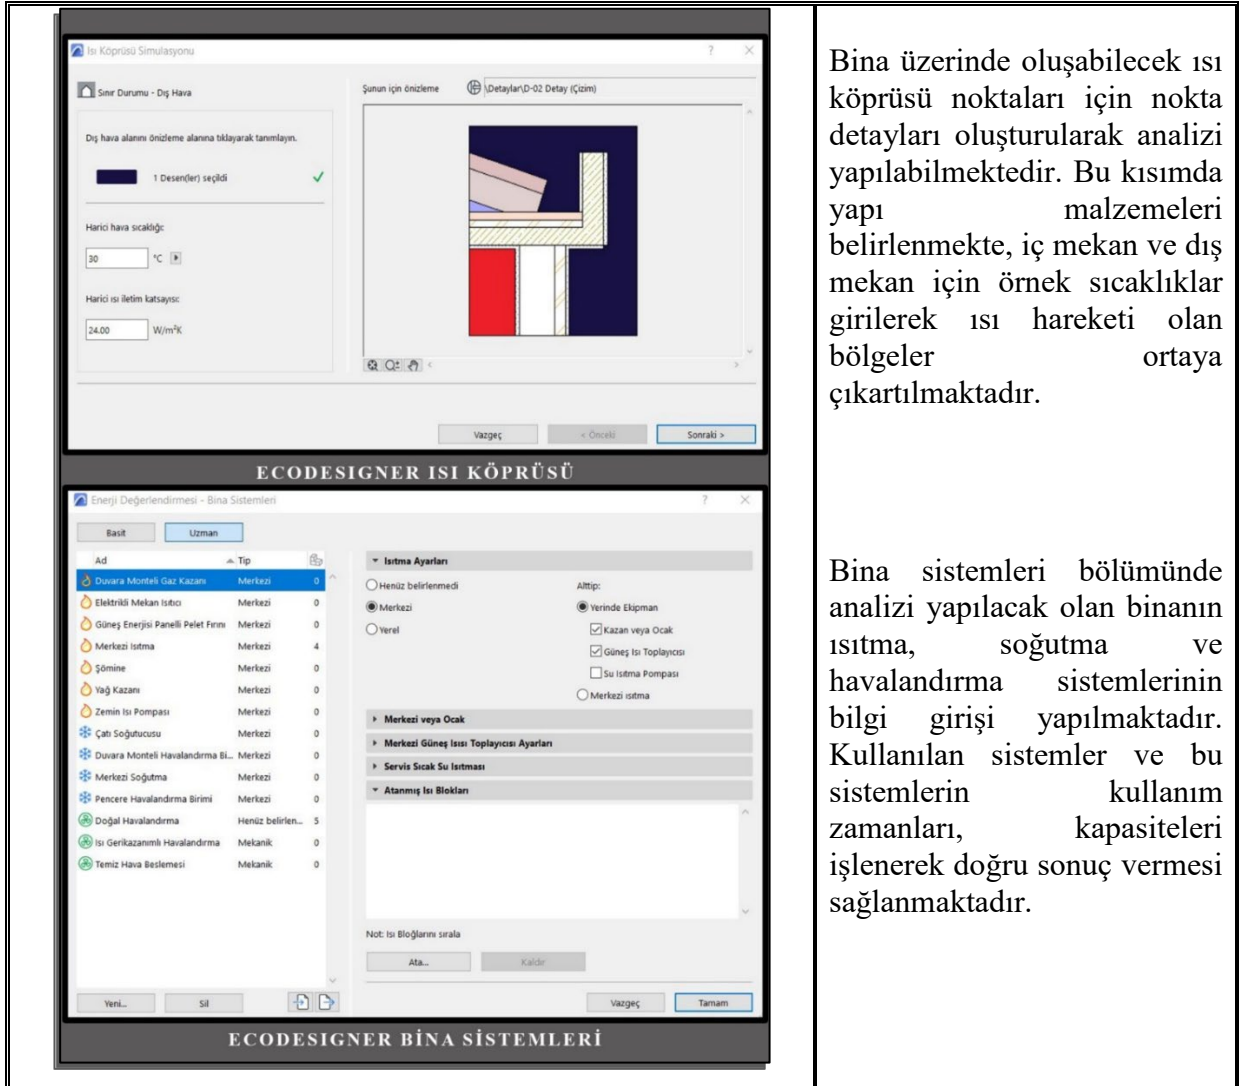 Isı Köprüsü Simulasyonu
Sınır Durumu - Dış Hava
Dış hava alanını önizleme alanına tıklayarak tanımlayın.
1 Desen(ler) seçildi
Harici hava sıcaklığı:
30 °C
Harici ısı iletim katsayısı:
24.00 W/m²K
Şunun için önizleme \Detaylar\D-02 Detay (Çizim)
Vazgeç < Önceki Sonraki >
ECODESIGNER ISI KÖPRÜSÜ
Enerji Değerlendirmesi - Bina Sistemleri
Basit Uzman
Ad Tip
Duvara Monteli Gaz Kazanı Merkezi 0
Elektrikli Mekan Isıtıcı Merkezi 0
Güneş Enerjisi Panelli Pelet Fırını Merkezi 0
Merkezi Isıtma Merkezi 4
Şömine Merkezi 0
Yağ Kazanı Merkezi 0
Zemin Isı Pompası Merkezi 0
Çatı Soğutucusu Merkezi 0
Duvara Monteli Havalandırma Bi... Merkezi 0
Merkezi Soğutma Merkezi 0
Pencere Havalandırma Birimi Merkezi 0
Doğal Havalandırma Henüz belirlen... 5
Isı Gerikazanımlı Havalandırma Mekanik 0
Temiz Hava Beslemesi Mekanik 0
Yeni... Sil
Isıtma Ayarları
Henüz belirlenmedi
Merkezi
Yerel
Alttip:
Yerinde Ekipman
Kazan veya Ocak
Güneş Isı Toplayıcısı
Su Isıtma Pompası
Merkezi ısıtma
Merkezi veya Ocak
Merkezi Güneş Isısı Toplayıcısı Ayarları
Servis Sıcak Su Isıtması
Atanmış Isı Blokları
Not: Isı Bloğlarını sırala
Ata... Kaldır
Vazgeç Tamam
ECODESIGNER BİNA SİSTEMLERİ
Bina üzerinde oluşabilecek ısı
köprüsü noktaları için nokta
detayları oluşturularak analizi
yapılabilmektedir. Bu kısımda
yapı malzemeleri
belirlenmekte, iç mekan ve dış
mekan için örnek sıcaklıklar
girilerek ısı hareketi olan
bölgeler ortaya
çıkartılmaktadır.
Bina sistemleri bölümünde
analizi yapılacak olan binanın
ısıtma, soğutma ve
havalandırma sistemlerinin
bilgi girişi yapılmaktadır.
Kullanılan sistemler ve bu
sistemlerin kullanım
zamanları, kapasiteleri
işlenerek doğru sonuç vermesi
sağlanmaktadır.